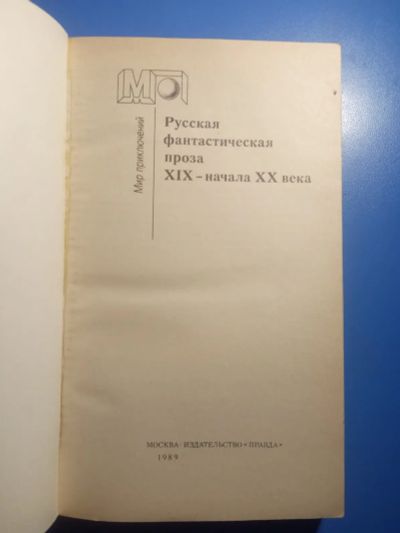 МП
Мир приключений
Русская
фантастическая
проза
XIX – начала XX века
МОСКВА · ИЗДАТЕЛЬСТВО «ПРАВДА»
1989